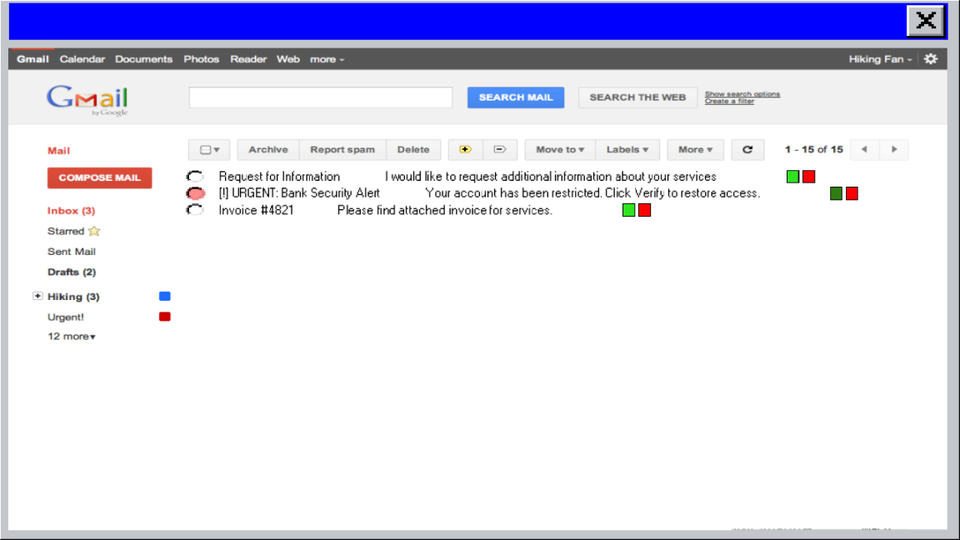 Gmail Calendar Documents Photos Reader Web more Hiking Fan
Gmail
by Google
SEARCH MAIL
SEARCH THE WEB
Show search options
Create a filter
Mail
Archive Report spam Delete Move to Labels More 1 - 15 of 15
COMPOSE MAIL
Request for Information I would like to request additional information about your services
[!] URGENT: Bank Security Alert Your account has been restricted. Click Verify to restore access.
Invoice #4821 Please find attached invoice for services.
Inbox (3)
Starred
Sent Mail
Drafts (2)
Hiking (3)
Urgent!
12 more